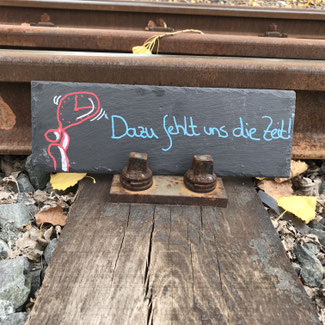 Dazu fehlt uns die Zeit!